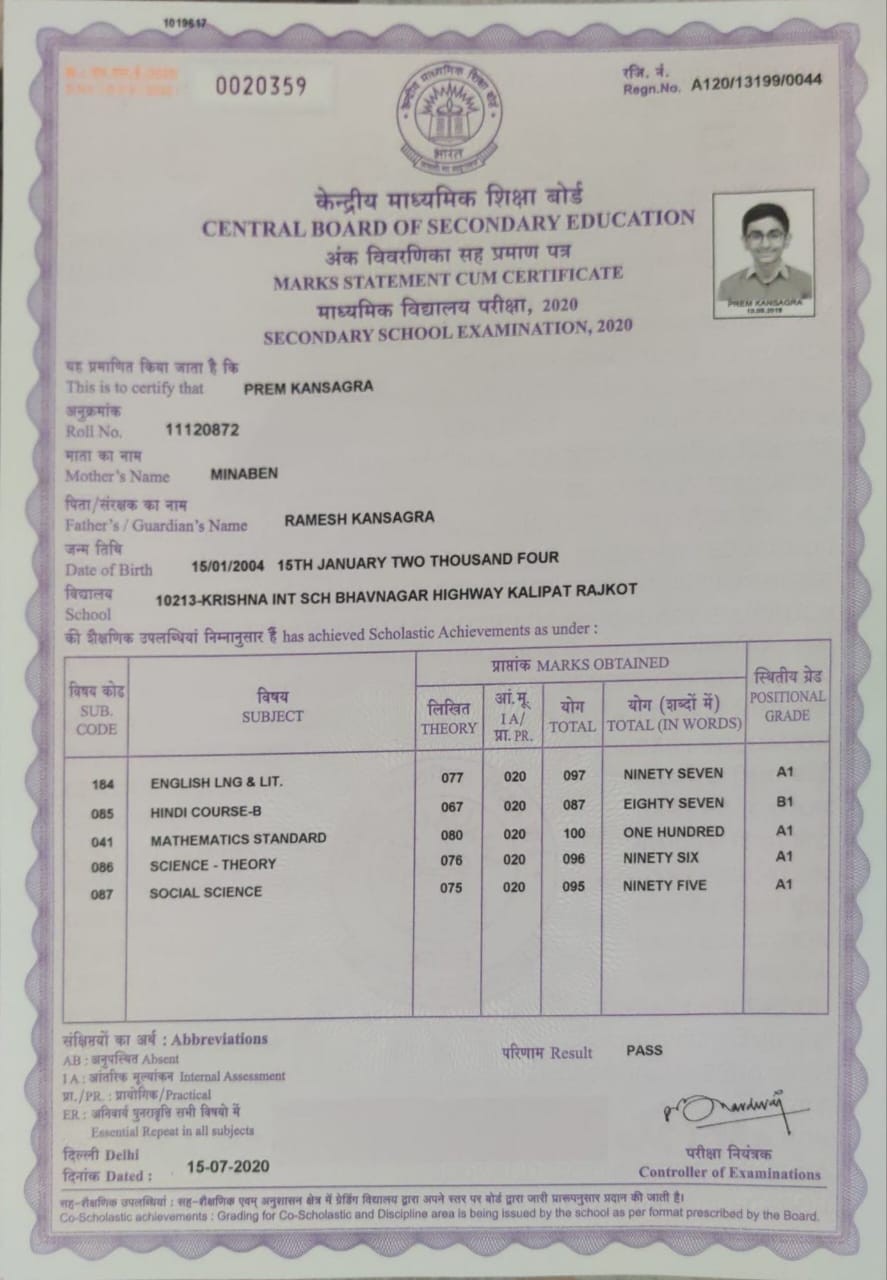 1019617
0020359
रजि. नं.
Regn.No. A120/13199/0044
केन्द्रीय माध्यमिक शिक्षा बोर्ड
भारत
केन्द्रीय माध्यमिक शिक्षा बोर्ड
CENTRAL BOARD OF SECONDARY EDUCATION
अंक विवरणिका सह प्रमाण पत्र
MARKS STATEMENT CUM CERTIFICATE
माध्यमिक विद्यालय परीक्षा, 2020
SECONDARY SCHOOL EXAMINATION, 2020
PREM KANSAGRA
यह प्रमाणित किया जाता है कि
This is to certify that PREM KANSAGRA
अनुक्रमांक
Roll No. 11120872
माता का नाम
Mother's Name MINABEN
पिता/संरक्षक का नाम
Father's / Guardian's Name RAMESH KANSAGRA
जन्म तिथि
Date of Birth 15/01/2004 15TH JANUARY TWO THOUSAND FOUR
विद्यालय
School 10213-KRISHNA INT SCH BHAVNAGAR HIGHWAY KALIPAT RAJKOT
की शैक्षणिक उपलब्धियां निम्नानुसार हैं has achieved Scholastic Achievements as under :
विषय कोड
SUB.
CODE
विषय
SUBJECT
प्राप्तांक MARKS OBTAINED
लिखित
THEORY
आं.मू.
I A/
प्रा. PR.
योग
TOTAL
योग (शब्दों में)
TOTAL (IN WORDS)
स्थितीय ग्रेड
POSITIONAL
GRADE
184 ENGLISH LNG & LIT. 077 020 097 NINETY SEVEN A1
085 HINDI COURSE-B 067 020 087 EIGHTY SEVEN B1
041 MATHEMATICS STANDARD 080 020 100 ONE HUNDRED A1
086 SCIENCE - THEORY 076 020 096 NINETY SIX A1
087 SOCIAL SCIENCE 075 020 095 NINETY FIVE A1
संक्षिप्तयों का अर्थ : Abbreviations
AB : अनुपस्थित Absent
I A : आंतरिक मूल्यांकन Internal Assessment
प्रा./PR. : प्रायोगिक/Practical
ER : अनिवार्य पुनरावृत्ति सभी विषयो में
Essential Repeat in all subjects
परिणाम Result PASS
दिल्ली Delhi
दिनांक Dated : 15-07-2020
परीक्षा नियंत्रक
Controller of Examinations
सह-शैक्षणिक उपलब्धियां : सह-शैक्षणिक एवम् अनुशासन क्षेत्र में ग्रेडिंग विद्यालय द्वारा अपने स्तर पर बोर्ड द्वारा जारी प्रारूपनुसार प्रदान की जाती है।
Co-Scholastic achievements : Grading for Co-Scholastic and Discipline area is being issued by the school as per format prescribed by the Board.